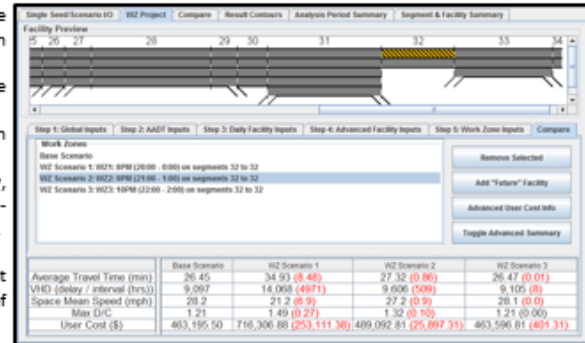 Single Seed/Scenario I/O WZ Project Compare Result Contours Analysis Period Summary Segment & Facility Summary
Facility Preview
26 27 28 29 30 31 32 33 34
Step 1: Global Inputs Step 2: AADT Inputs Step 3: Daily Facility Inputs Step 4: Advanced Facility Inputs Step 5: Work Zone Inputs Compare
Work Zones
Base Scenario
WZ Scenario 1: WZ1: 8PM (20:00 - 0:00) on segments 32 to 32
WZ Scenario 2: WZ2: 9PM (21:00 - 1:00) on segments 32 to 32
WZ Scenario 3: WZ3: 10PM (22:00 - 2:00) on segments 32 to 32
Remove Selected
Add "Future" Facility
Advanced User Cost Info
Toggle Advanced Summary
Base Scenario WZ Scenario 1 WZ Scenario 2 WZ Scenario 3
Average Travel Time (min) 26.45 34.93 (8.48) 27.32 (0.86) 26.47 (0.01)
VHD (delay / interval (hrs)) 9,097 14,068 (4971) 9,606 (509) 9,105 (8)
Space Mean Speed (mph) 28.2 21.2 (6.9) 27.2 (0.9) 28.1 (0.0)
Max D/C 1.21 1.49 (0.27) 1.32 (0.10) 1.21 (0.00)
User Cost ($) 463,195.50 716,306.88 (253,111.38) 489,092.81 (25,897.31) 463,596.81 (401.31)